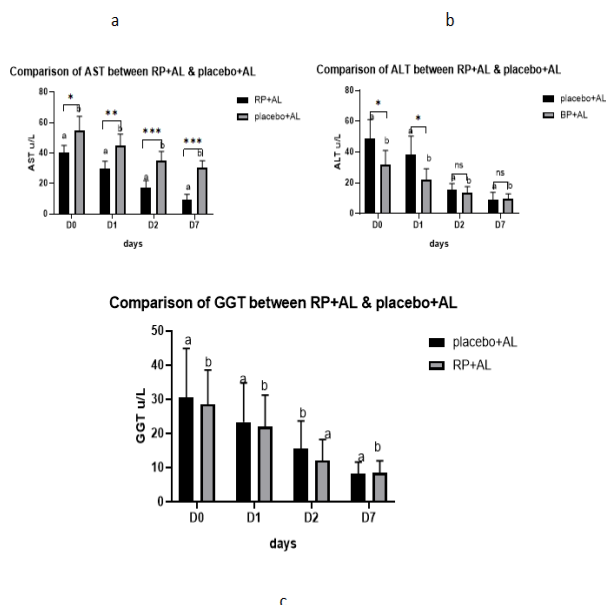 a
b
Comparison of AST between RP+AL & placebo+AL
80
60
40
20
0
AST u/L
* ** *** ***
a b a b a b a b
D0 D1 D2 D7
days
RP+AL
placebo+AL
Comparison of ALT between RP+AL & placebo+AL
80
60
40
20
0
ALT u/L
* * ns ns
a b a b a b a b
D0 D1 D2 D7
days
placebo+AL
BP+AL
Comparison of GGT between RP+AL & placebo+AL
50
40
30
20
10
0
GGT u/L
a b a b b a a b
D0 D1 D2 D7
days
placebo+AL
RP+AL
c